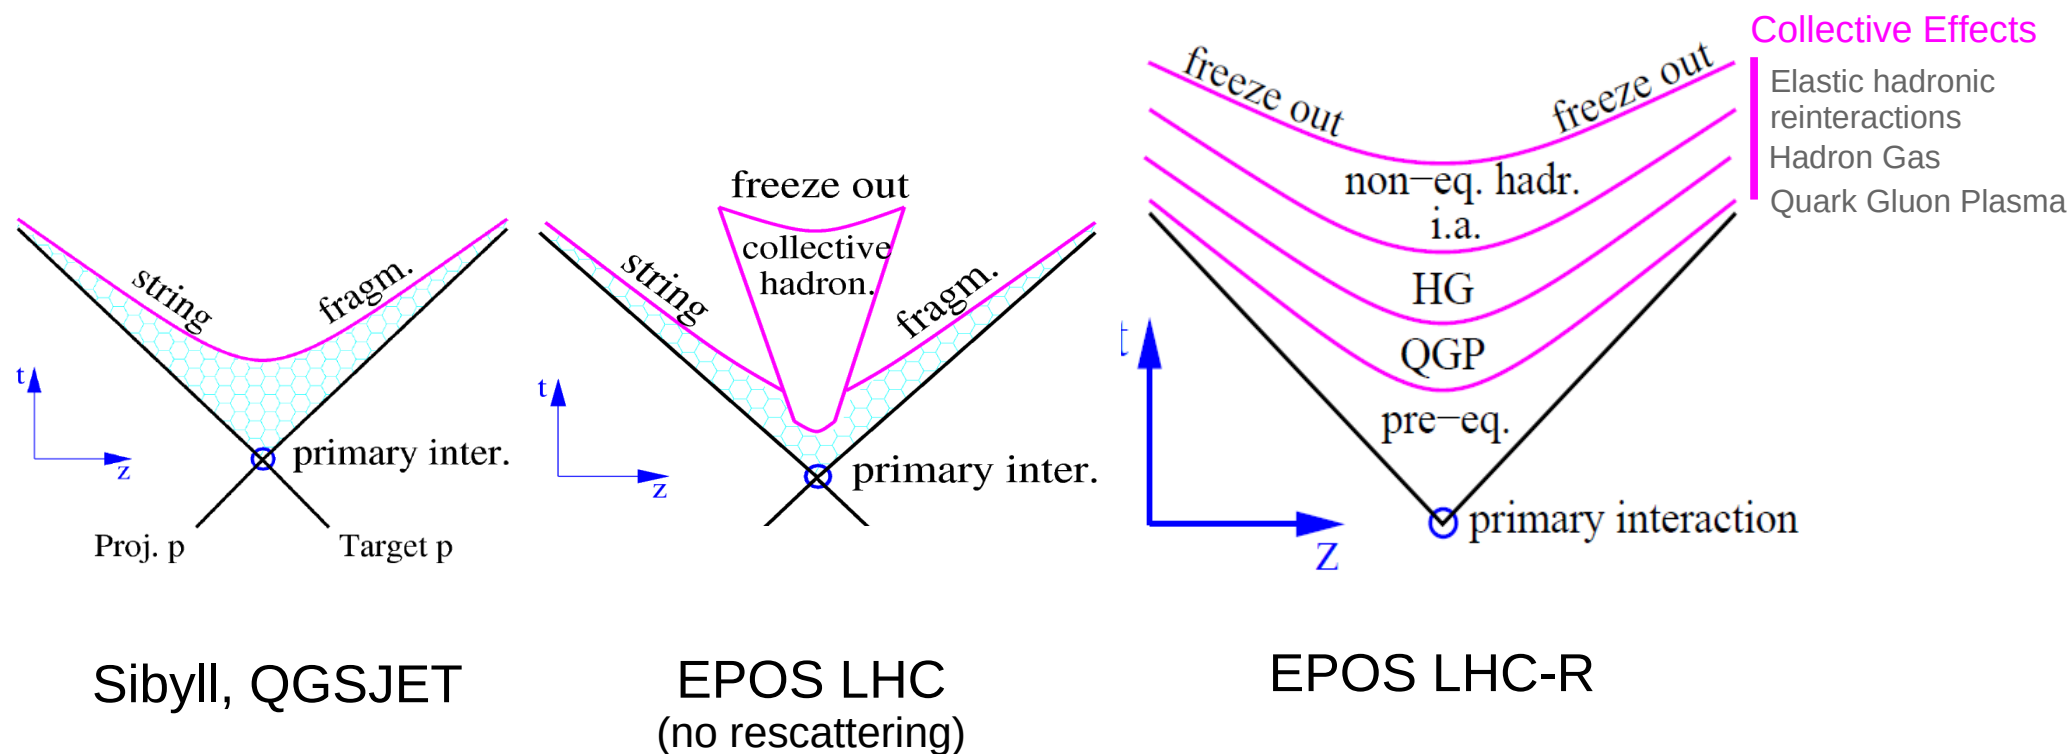 string
fragm.
t
z
primary inter.
Proj. p
Target p
Sibyll, QGSJET
freeze out
collective
hadron.
string
fragm.
t
z
primary inter.
EPOS LHC
(no rescattering)
Collective Effects
Elastic hadronic
reinteractions
Hadron Gas
Quark Gluon Plasma
freeze out
freeze out
non-eq. hadr.
i.a.
HG
QGP
pre-eq.
t
Z
primary interaction
EPOS LHC-R